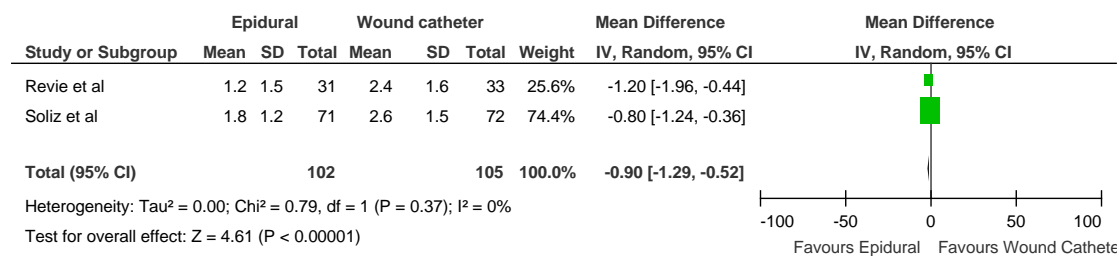 Epidural Wound catheter Mean Difference Mean Difference
Study or Subgroup Mean SD Total Mean SD Total Weight IV, Random, 95% CI IV, Random, 95% CI
Revie et al 1.2 1.5 31 2.4 1.6 33 25.6% -1.20 [-1.96, -0.44]
Soliz et al 1.8 1.2 71 2.6 1.5 72 74.4% -0.80 [-1.24, -0.36]
Total (95% CI) 102 105 100.0% -0.90 [-1.29, -0.52]
Heterogeneity: Tau² = 0.00; Chi² = 0.79, df = 1 (P = 0.37); I² = 0%
Test for overall effect: Z = 4.61 (P < 0.00001)
-100 -50 0 50 100
Favours Epidural Favours Wound Cathete